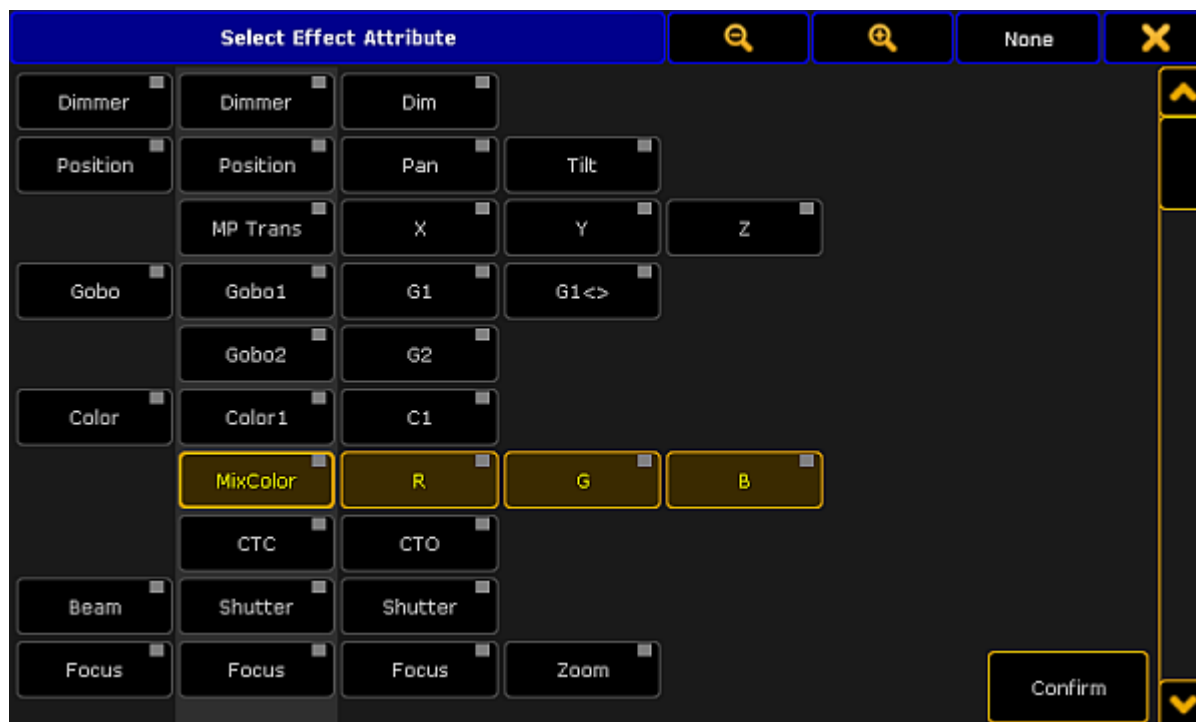 Select Effect Attribute None
Dimmer Dimmer Dim
Position Position Pan Tilt
MP Trans X Y Z
Gobo Gobo1 G1 G1<>
Gobo2 G2
Color Color1 C1
MixColor R G B
CTC CTO
Beam Shutter Shutter
Focus Focus Focus Zoom
Confirm